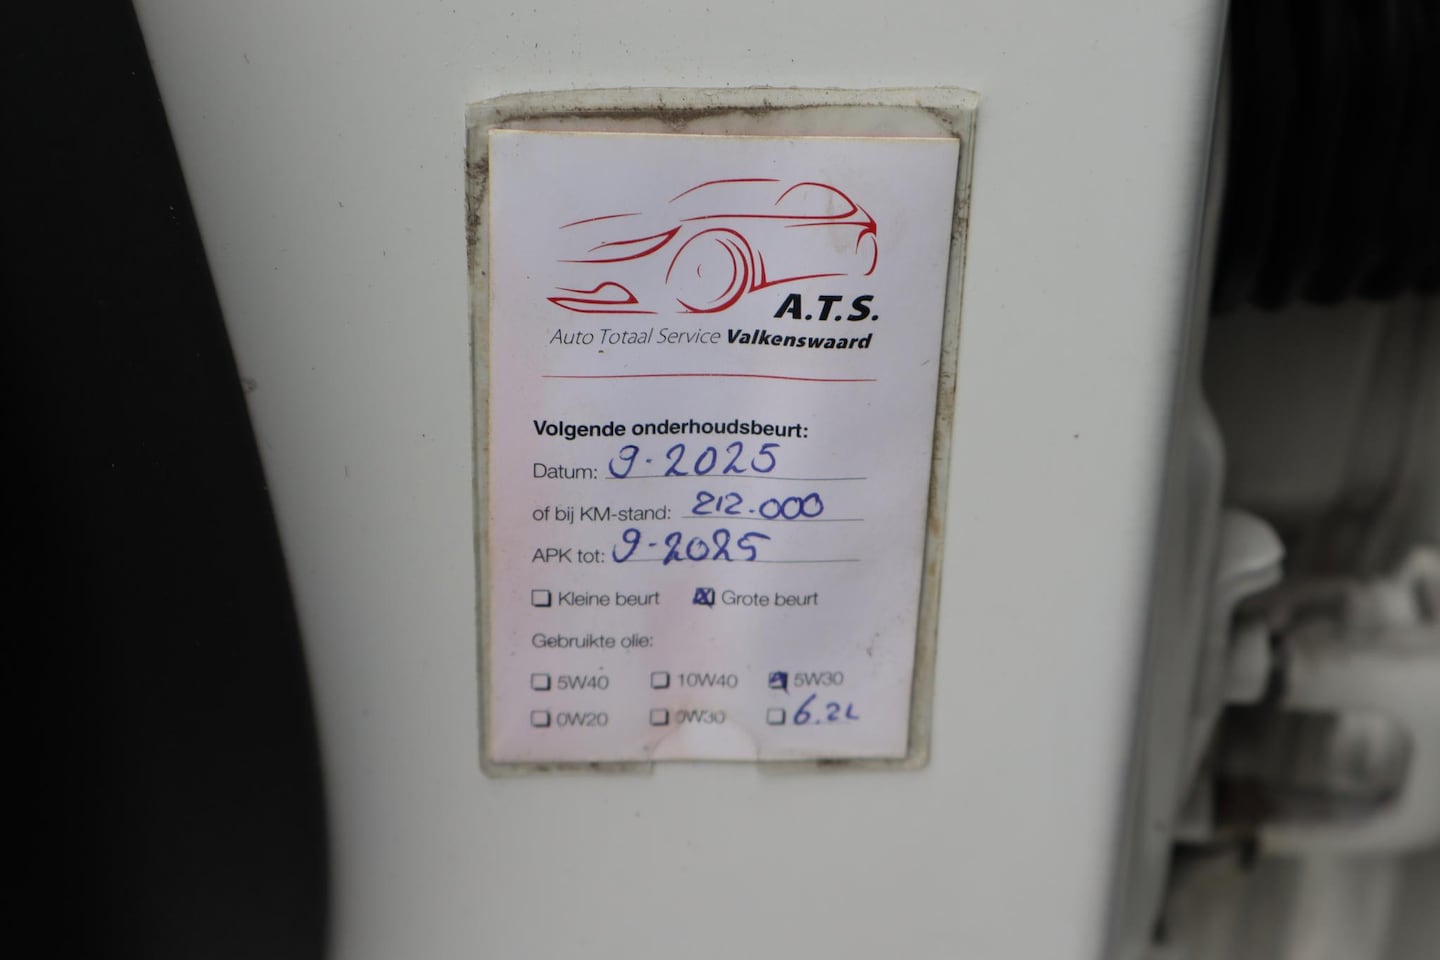 A.T.S.
Auto Totaal Service Valkenswaard
Volgende onderhoudsbeurt:
Datum: 9-2025
of bij KM-stand: 212.000
APK tot: 9-2025
Kleine beurt Grote beurt
Gebruikte olie:
5W40 10W40 5W30
0W20 0W30 6.2L